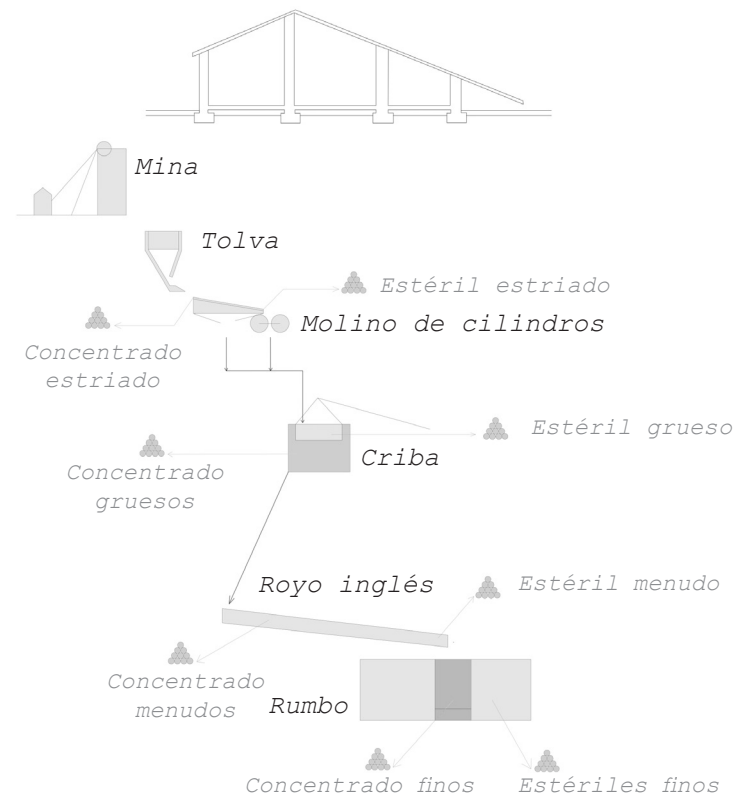 Mina
Tolva
Estéril estriado
Molino de cilindros
Concentrado
estriado
Estéril grueso
Criba
Concentrado
gruesos
Royo inglés
Estéril menudo
Concentrado
menudos
Rumbo
Concentrado finos
Estériles finos